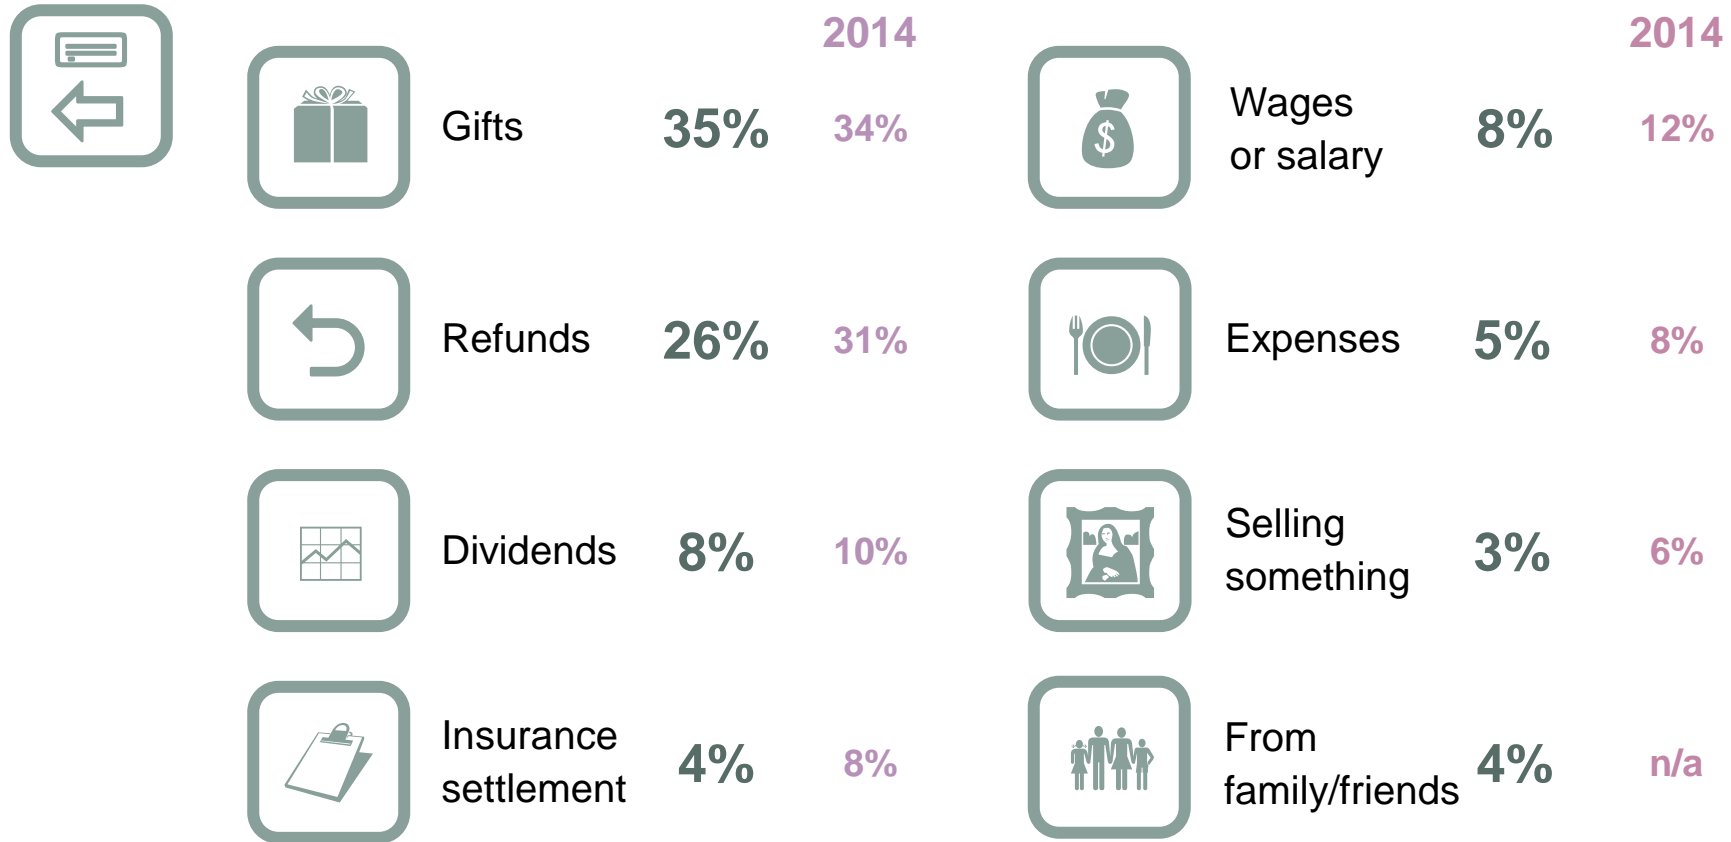 2014
Gifts 35% 34%
Refunds 26% 31%
Dividends 8% 10%
Insurance
settlement 4% 8%
2014
Wages
or salary 8% 12%
$
Expenses 5% 8%
Selling
something 3% 6%
From
family/friends 4% n/a